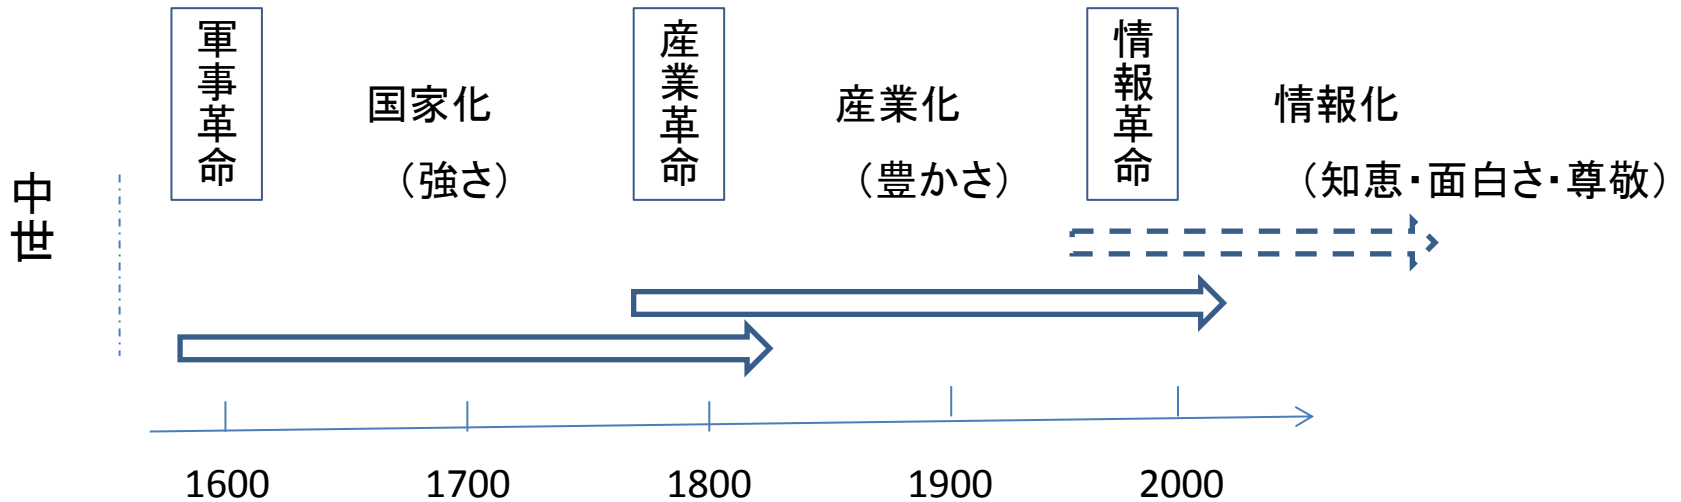 中世
軍事革命
国家化
（強さ）
産業革命
産業化
（豊かさ）
情報革命
情報化
（知恵・面白さ・尊敬）
1600
1700
1800
1900
2000